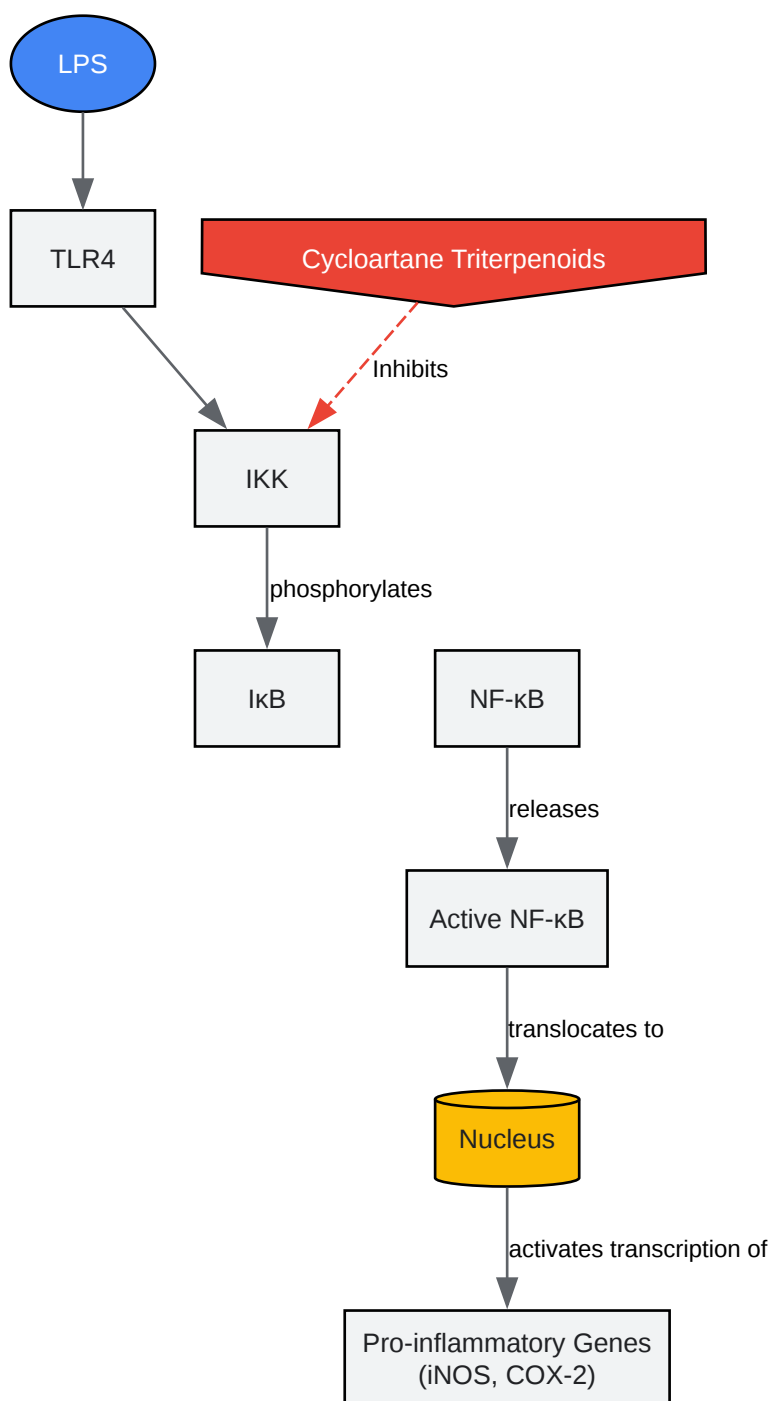 LPS
TLR4
Cycloartane Triterpenoids
Inhibits
IKK
phosphorylates
IκB
NF-κB
releases
Active NF-κB
translocates to
Nucleus
activates transcription of
Pro-inflammatory Genes
(iNOS, COX-2)